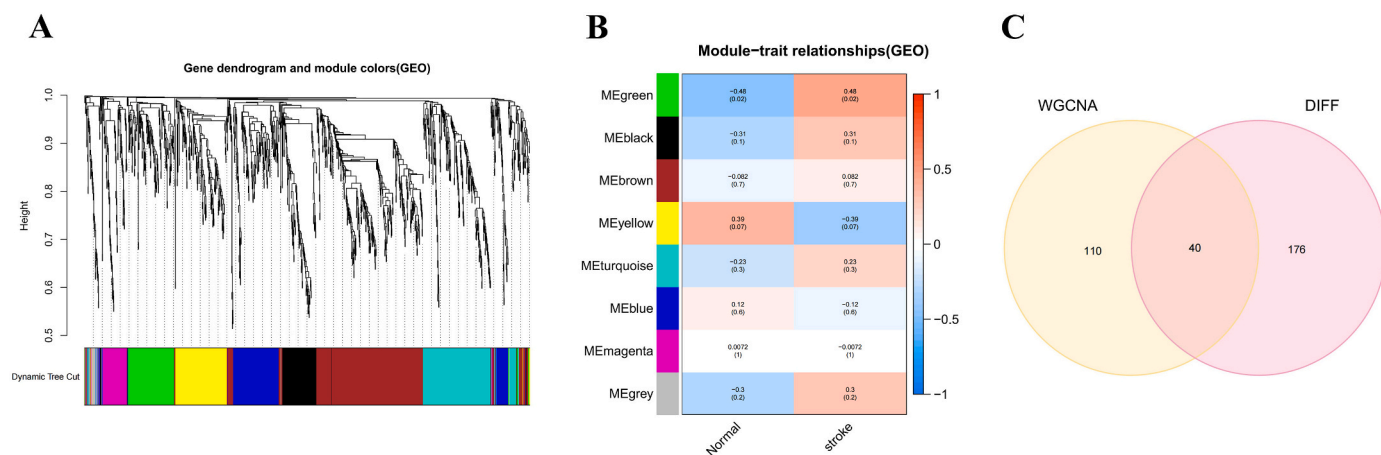 A
Gene dendrogram and module colors(GEO)
Height
1.0
0.9
0.8
0.7
0.6
0.5
Dynamic Tree Cut
B
Module−trait relationships(GEO)
MEgreen
−0.48
(0.02)
0.48
(0.02)
MEblack
−0.31
(0.1)
0.31
(0.1)
MEbrown
−0.082
(0.7)
0.082
(0.7)
MEyellow
0.39
(0.07)
−0.39
(0.07)
MEturquoise
−0.23
(0.3)
0.23
(0.3)
MEblue
0.12
(0.6)
−0.12
(0.6)
MEmagenta
0.0072
(1)
−0.0072
(1)
MEgrey
−0.3
(0.2)
0.3
(0.2)
Normal
stroke
1
0.5
0
−0.5
−1
C
WGCNA
DIFF
110
40
176